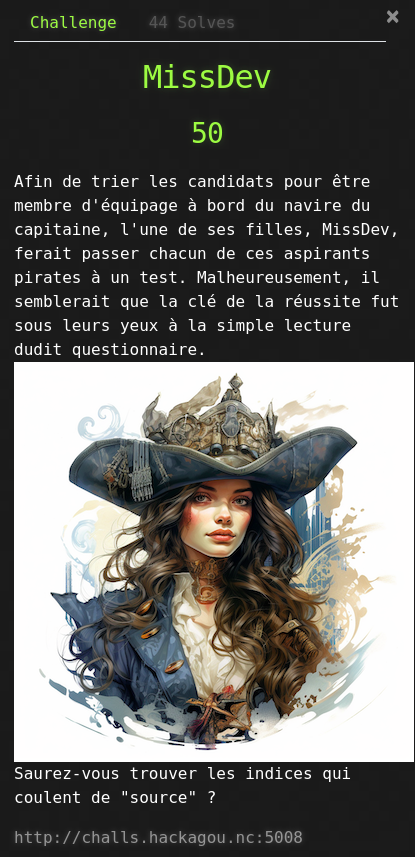 ×
Challenge 44 Solves
MissDev
50
Afin de trier les candidats pour être
membre d'équipage à bord du navire du
capitaine, l'une de ses filles, MissDev,
ferait passer chacun de ces aspirants
pirates à un test. Malheureusement, il
semblerait que la clé de la réussite fut
sous leurs yeux à la simple lecture
dudit questionnaire.
Saurez-vous trouver les indices qui
coulent de "source" ?
http://challs.hackagou.nc:5008